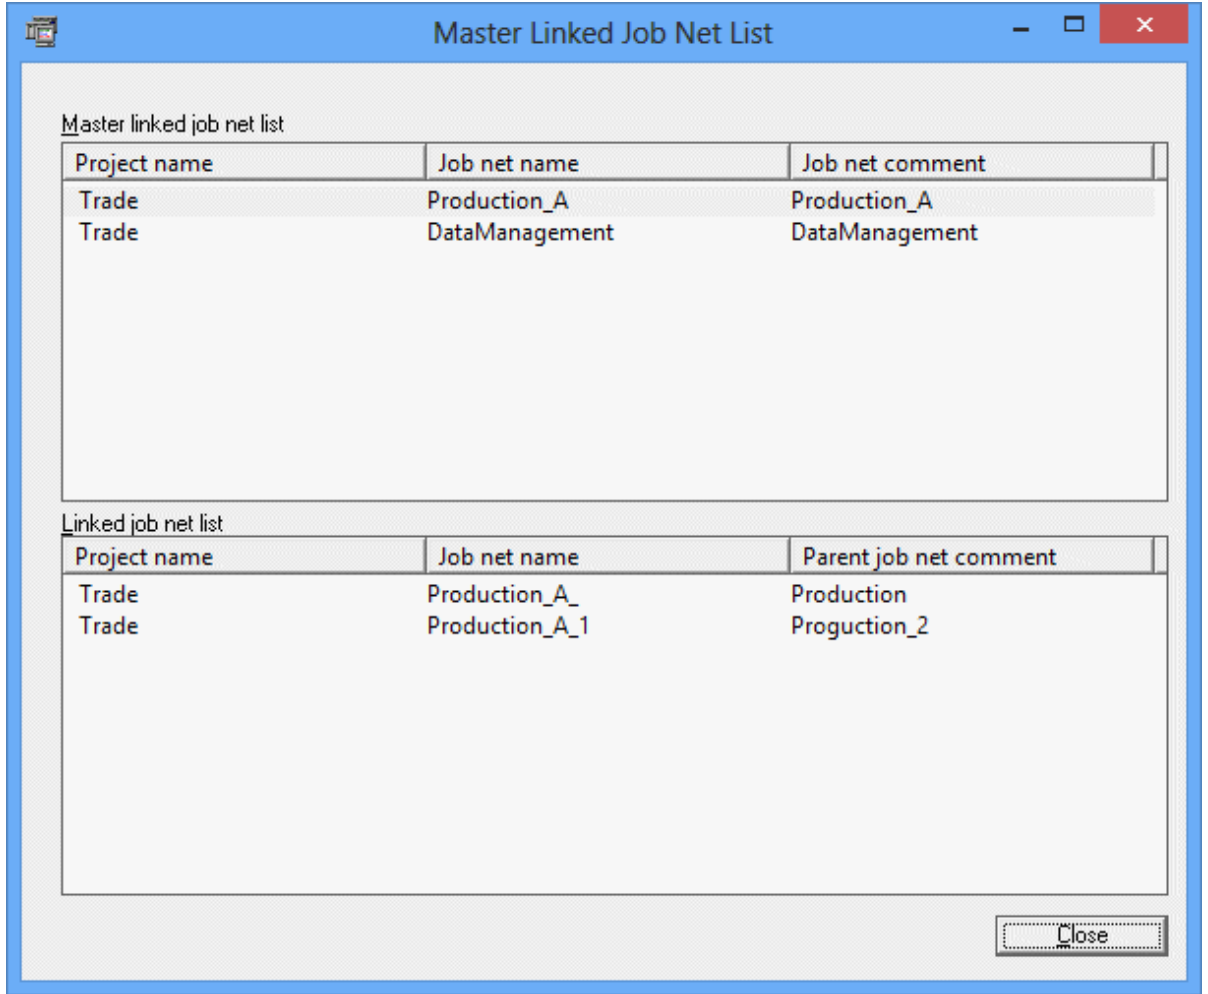 Master Linked Job Net List
Master linked job net list
Project name Job net name Job net comment
Trade Production_A Production_A
Trade DataManagement DataManagement
Linked job net list
Project name Job net name Parent job net comment
Trade Production_A_ Production
Trade Production_A_1 Proguction_2
Close